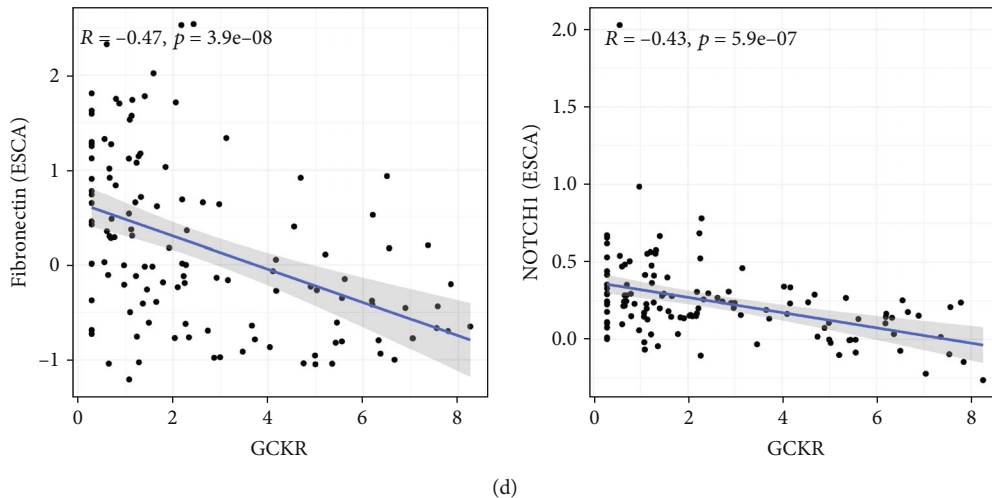 R = –0.47, p = 3.9e–08
2
1
0
–1
Fibronectin (ESCA)
0
2
4
6
8
GCKR
R = –0.43, p = 5.9e–07
2.0
1.5
1.0
0.5
0.0
NOTCH1 (ESCA)
0
2
4
6
8
GCKR
(d)